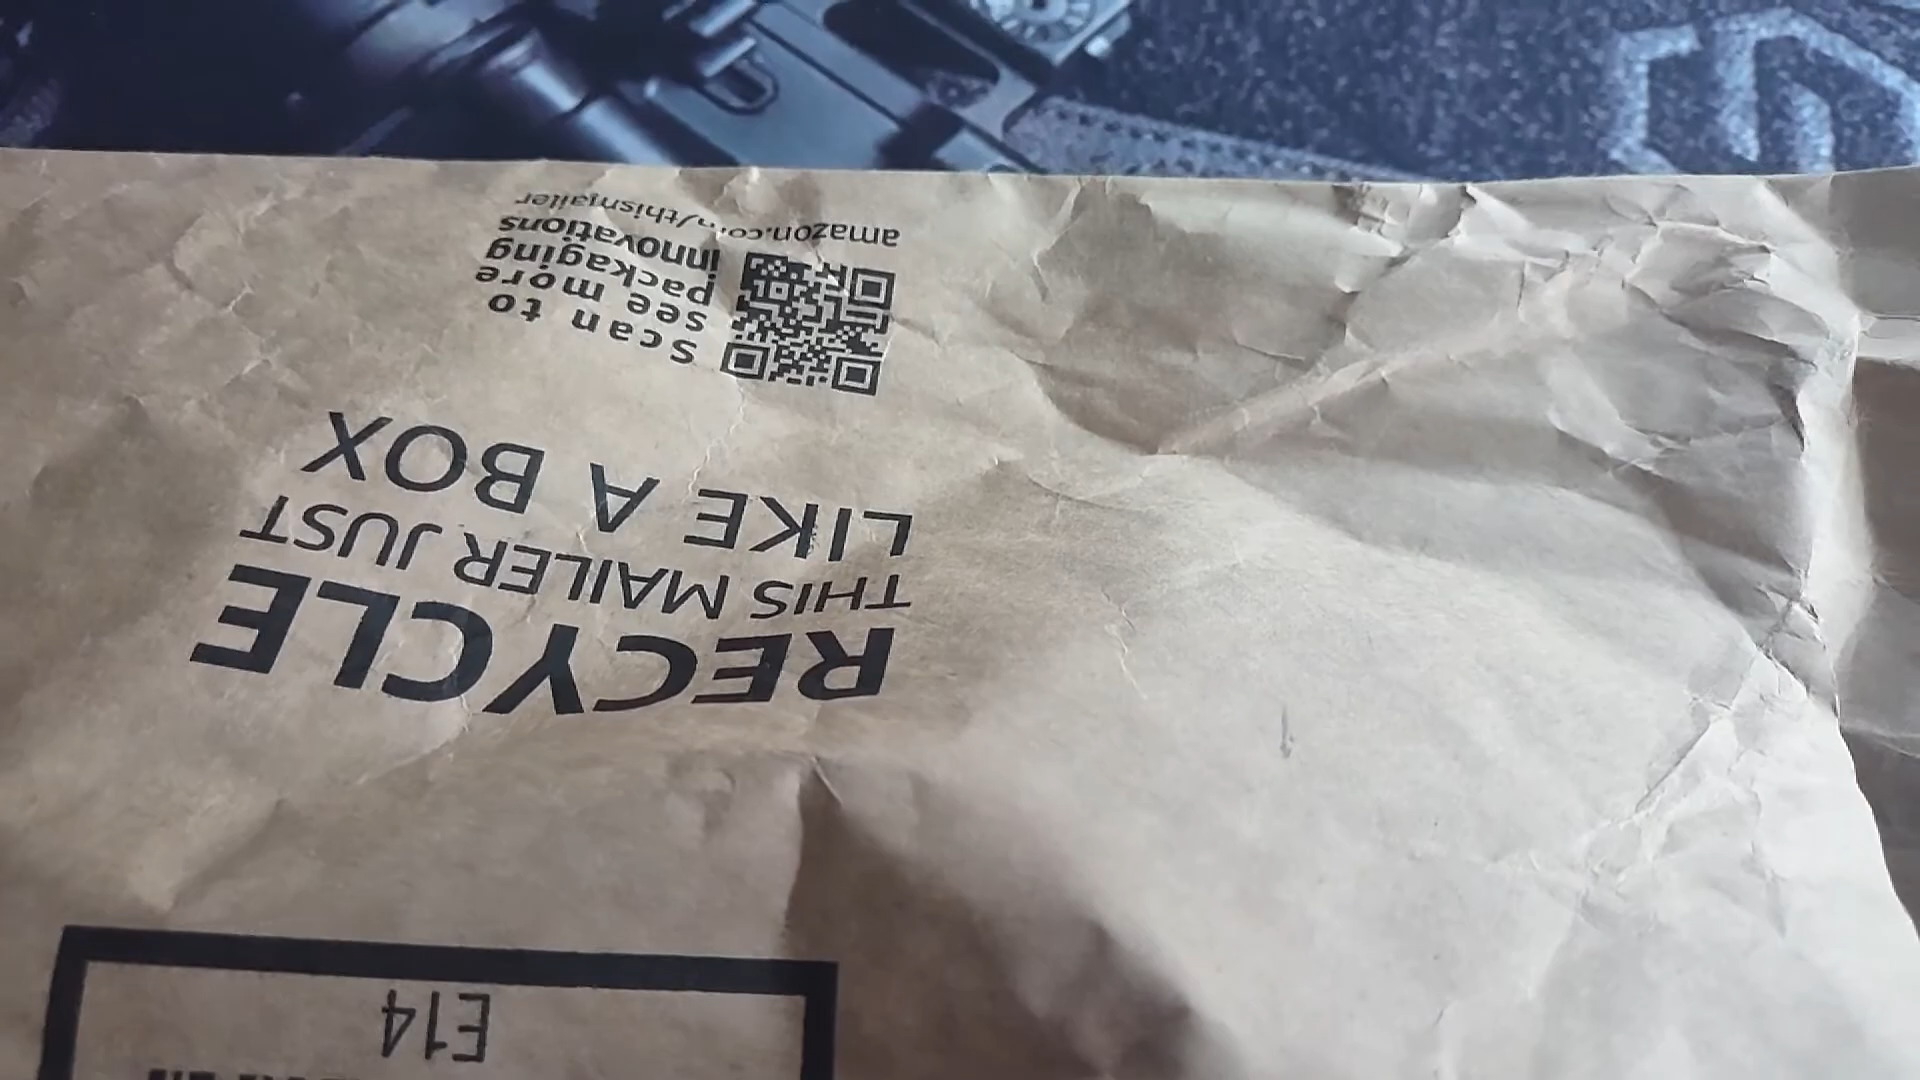 RECYCLE
THIS MAILER JUST
LIKE A BOX
Scan to
see more
packaging
innovations
amazon.com/thismailer
E14